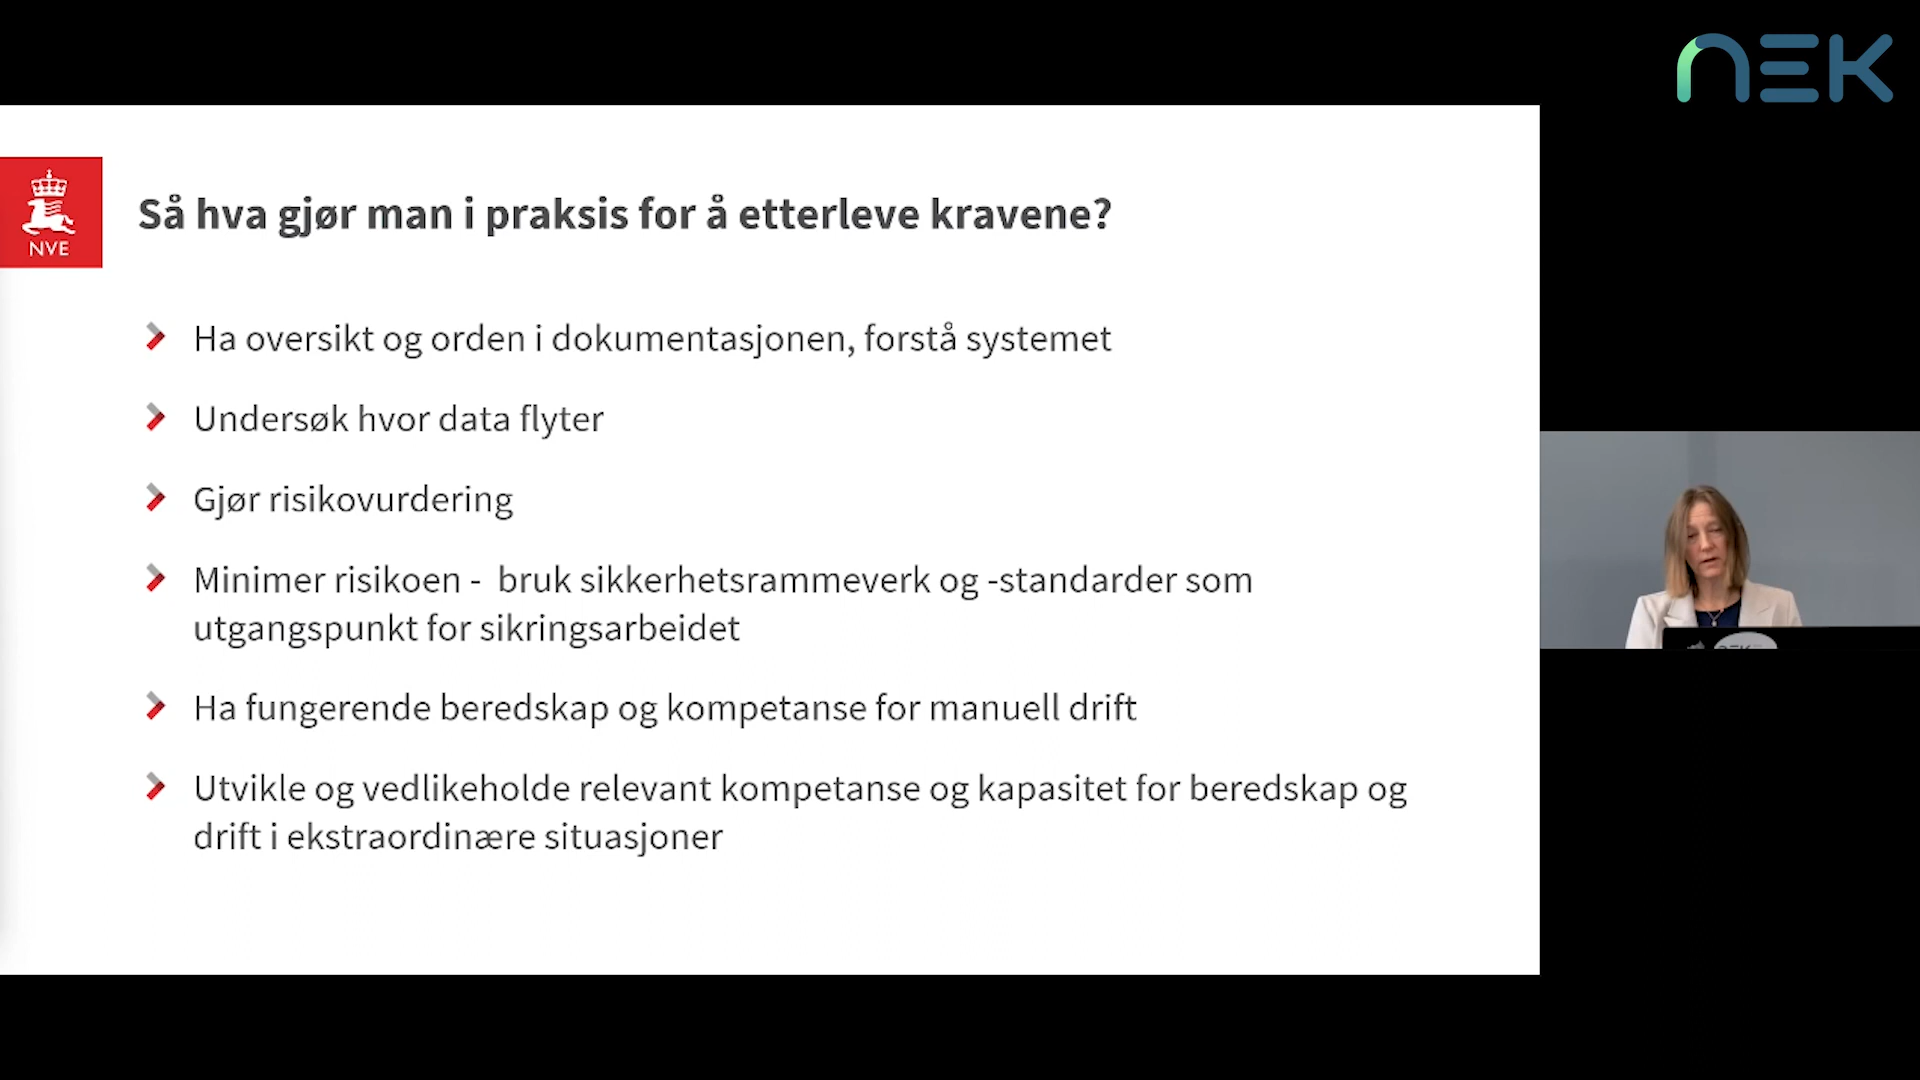 NEK
NVE
Så hva gjør man i praksis for å etterleve kravene?
Ha oversikt og orden i dokumentasjonen, forstå systemet
Undersøk hvor data flyter
Gjør risikovurdering
Minimer risikoen -  bruk sikkerhetsrammeverk og -standarder som
utgangspunkt for sikringsarbeidet
Ha fungerende beredskap og kompetanse for manuell drift
Utvikle og vedlikeholde relevant kompetanse og kapasitet for beredskap og
drift i ekstraordinære situasjoner